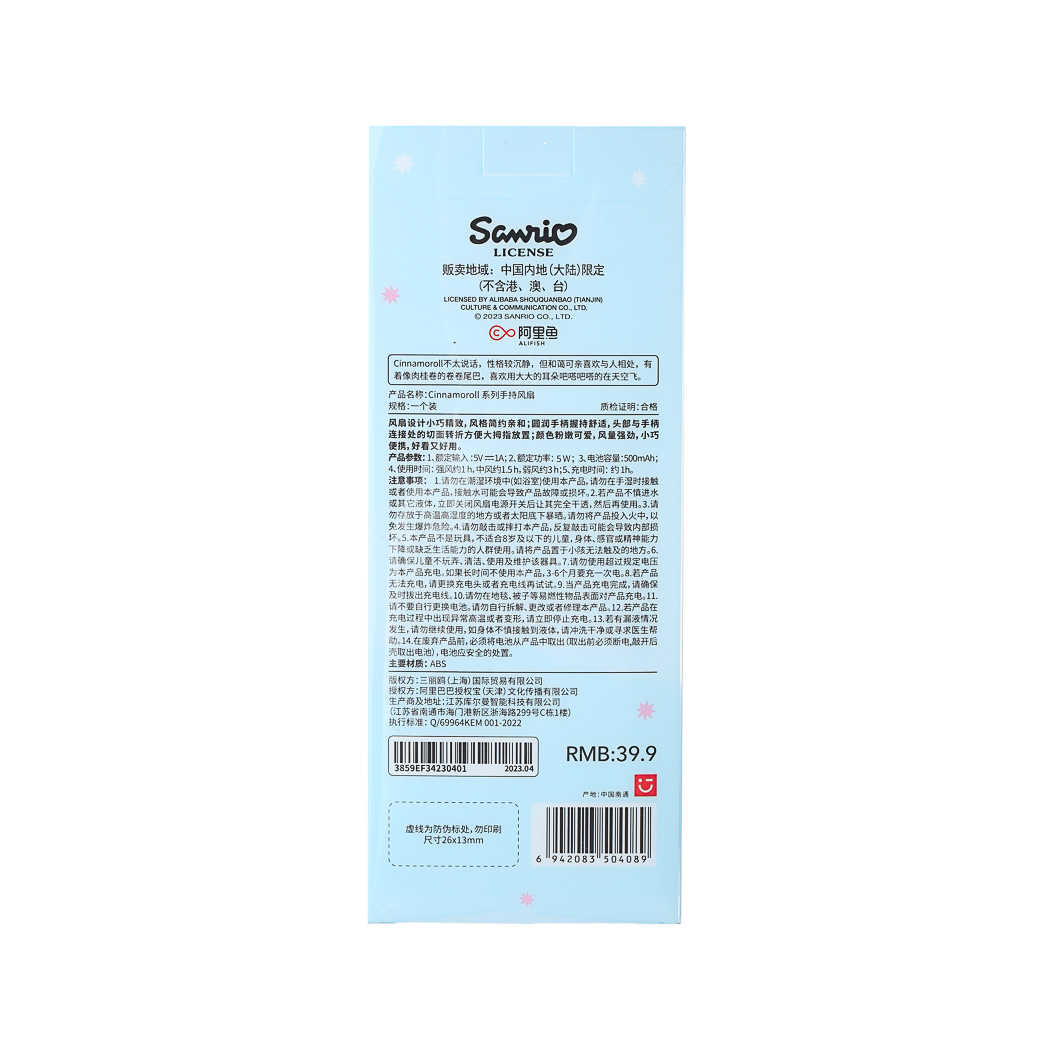 Sanrio
LICENSE
贩卖地域：中国内地（大陆）限定
（不含港、澳、台）
LICENSED BY ALIBABA SHOUQUANBAO (TIANJIN)
CULTURE & COMMUNICATION CO., LTD.
© 2023 SANRIO CO., LTD.
阿里鱼
ALIFISH
Cinnamoroll不太说话，性格较沉静，但和蔼可亲喜欢与人相处，有
着像肉桂卷的卷卷尾巴，喜欢用大大的耳朵吧嗒吧嗒的在天空飞。
产品名称：Cinnamoroll 系列手持风扇
规格：一个装 质检证明：合格
风扇设计小巧精致，风格简约亲和；圆润手柄握持舒适，头部与手柄
连接处的切面转折方便大拇指放置；颜色粉嫩可爱，风量强劲，小巧
便携，好看又好用。
产品参数：1、额定输入：5V⎓1A；2、额定功率：5W；3、电池容量：500mAh；
4、使用时间：强风约1h，中风约1.5h，弱风约3h；5、充电时间：约1h。
注意事项：1.请勿在潮湿环境中(如浴室)使用本产品，请勿在手湿时接触
或者使用本产品，接触水可能会导致产品故障或损坏。2.若产品不慎进水
或其它液体，立即关闭风扇电源开关后让其完全干透，然后再使用。3.请
勿存放于高温高湿度的地方或者太阳底下暴晒。请勿将产品投入火中，以
免发生爆炸危险。4.请勿敲击或摔打本产品，反复敲击可能会导致内部损
坏。5.本产品不是玩具，不适合8岁及以下的儿童，身体、感官或精神能力
下降或缺乏生活能力的人群使用。请将产品置于小孩无法触及的地方。6.
请确保儿童不玩弄、清洁、使用及维护该器具。7.请勿使用超过规定电压
为本产品充电。如果长时间不使用本产品，3-6个月要充一次电。8.若产品
无法充电，请更换充电头或者充电线再试试。9.当产品充电完成，请确保
及时拔出充电线。10.请勿在地毯、被子等易燃性物品表面对产品充电。11.
请不要自行更换电池。请勿自行拆解、更改或者修理本产品。12.若产品在
充电过程中出现异常高温或者变形，请立即停止充电。13.若有漏液情况
发生，请勿继续使用，如身体不慎接触到液体，请冲洗干净或寻求医生帮
助。14.在废弃产品前，必须将电池从产品中取出（取出前必须断电，敲开后
壳取出电池），电池应安全的处置。
主要材质：ABS
版权方：三丽鸥（上海）国际贸易有限公司
授权方：阿里巴巴授权宝（天津）文化传播有限公司
生产商及地址：江苏库尔曼智能科技有限公司
（江苏省南通市海门港新区浙海路299号C栋1楼）
执行标准：Q/69964KEM 001-2022
3859EF34230401 2023.04
RMB:39.9
产地：中国南通
虚线为防伪标处，勿印刷
尺寸26x13mm
6 942083 504089